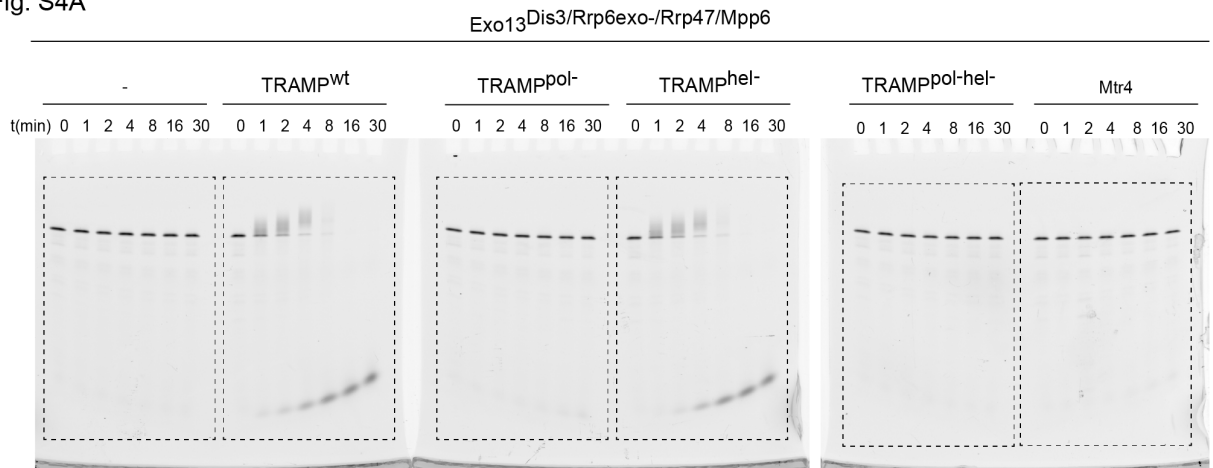 Fig. S4A
Exo13Dis3/Rrp6exo-/Rrp47/Mpp6
- TRAMPwt TRAMPpol- TRAMPhel- TRAMPpol-hel- Mtr4
t(min) 0 1 2 4 8 16 30 0 1 2 4 8 16 30 0 1 2 4 8 16 30 0 1 2 4 8 16 30 0 1 2 4 8 16 30 0 1 2 4 8 16 30